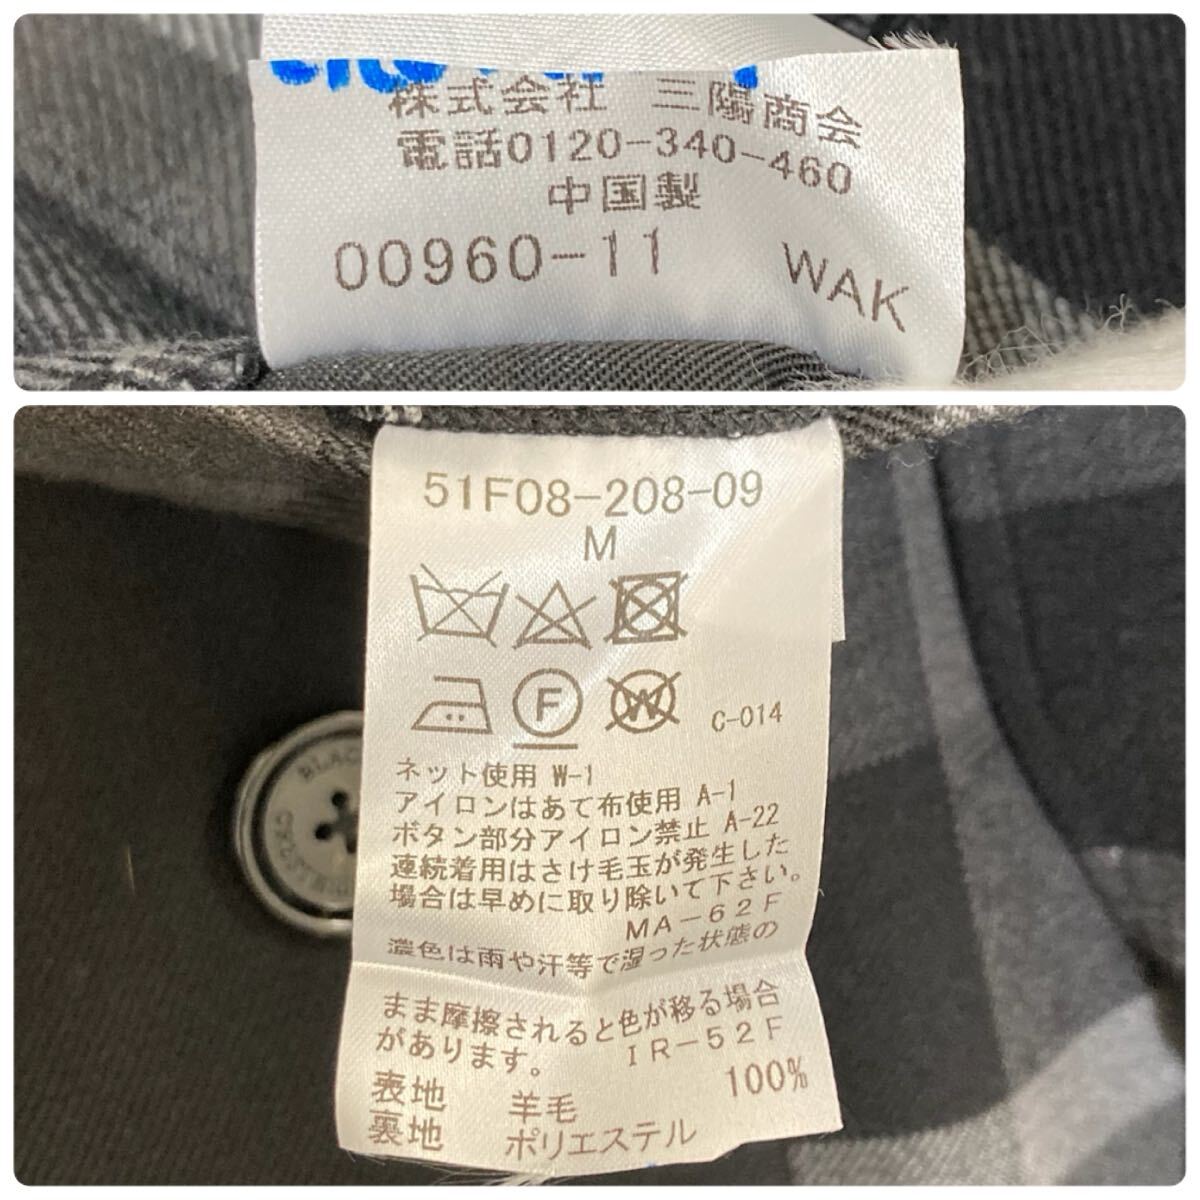 株式会社 三陽商会
電話0120-340-460
中国製
00960-11 WAK
51F08-208-09
M
F W C-014
ネット使用 W-1
アイロンはあて布使用 A-1
ボタン部分アイロン禁止 A-22
連続着用はさけ毛玉が発生した
場合は早めに取り除いて下さい。
MA-62F
濃色は雨や汗等で湿った状態の
まま摩擦されると色が移る場合
があります。 IR-52F
表地 羊毛 100%
裏地 ポリエステル